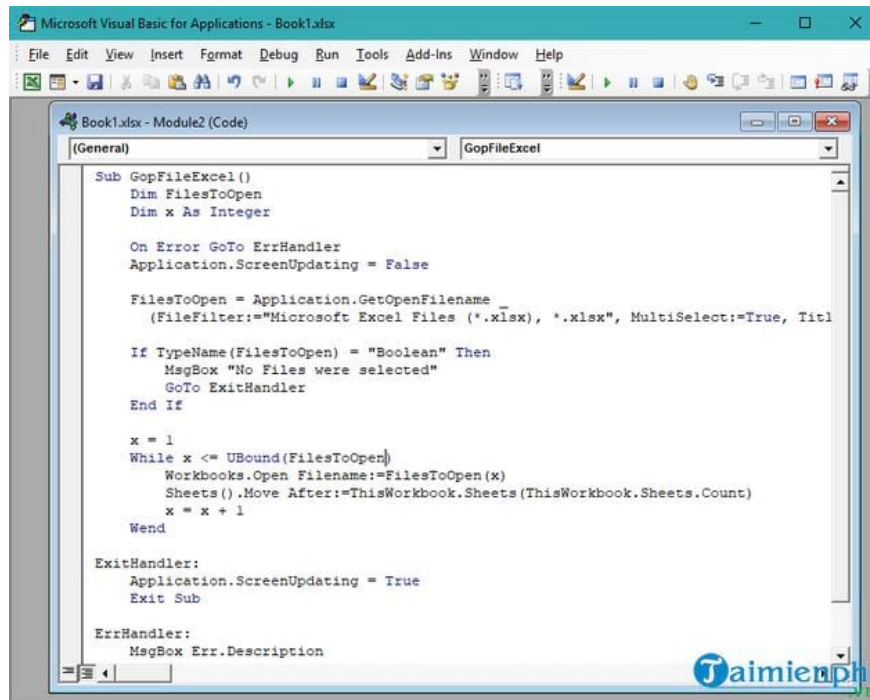 Microsoft Visual Basic for Applications - Book1.xlsx
File Edit View Insert Format Debug Run Tools Add-Ins Window Help
Book1.xlsx - Module2 (Code)
(General) GopFileExcel
Sub GopFileExcel()
Dim FilesToOpen
Dim x As Integer
On Error GoTo ErrHandler
Application.ScreenUpdating = False
FilesToOpen = Application.GetOpenFilename _
(FileFilter:="Microsoft Excel Files (*.xlsx), *.xlsx", MultiSelect:=True, Titl
If TypeName(FilesToOpen) = "Boolean" Then
MsgBox "No Files were selected"
GoTo ExitHandler
End If
x = 1
While x <= UBound(FilesToOpen)
Workbooks.Open Filename:=FilesToOpen(x)
Sheets().Move After:=ThisWorkbook.Sheets(ThisWorkbook.Sheets.Count)
x = x + 1
Wend
ExitHandler:
Application.ScreenUpdating = True
Exit Sub
ErrHandler:
MsgBox Err.Description
Taimienph